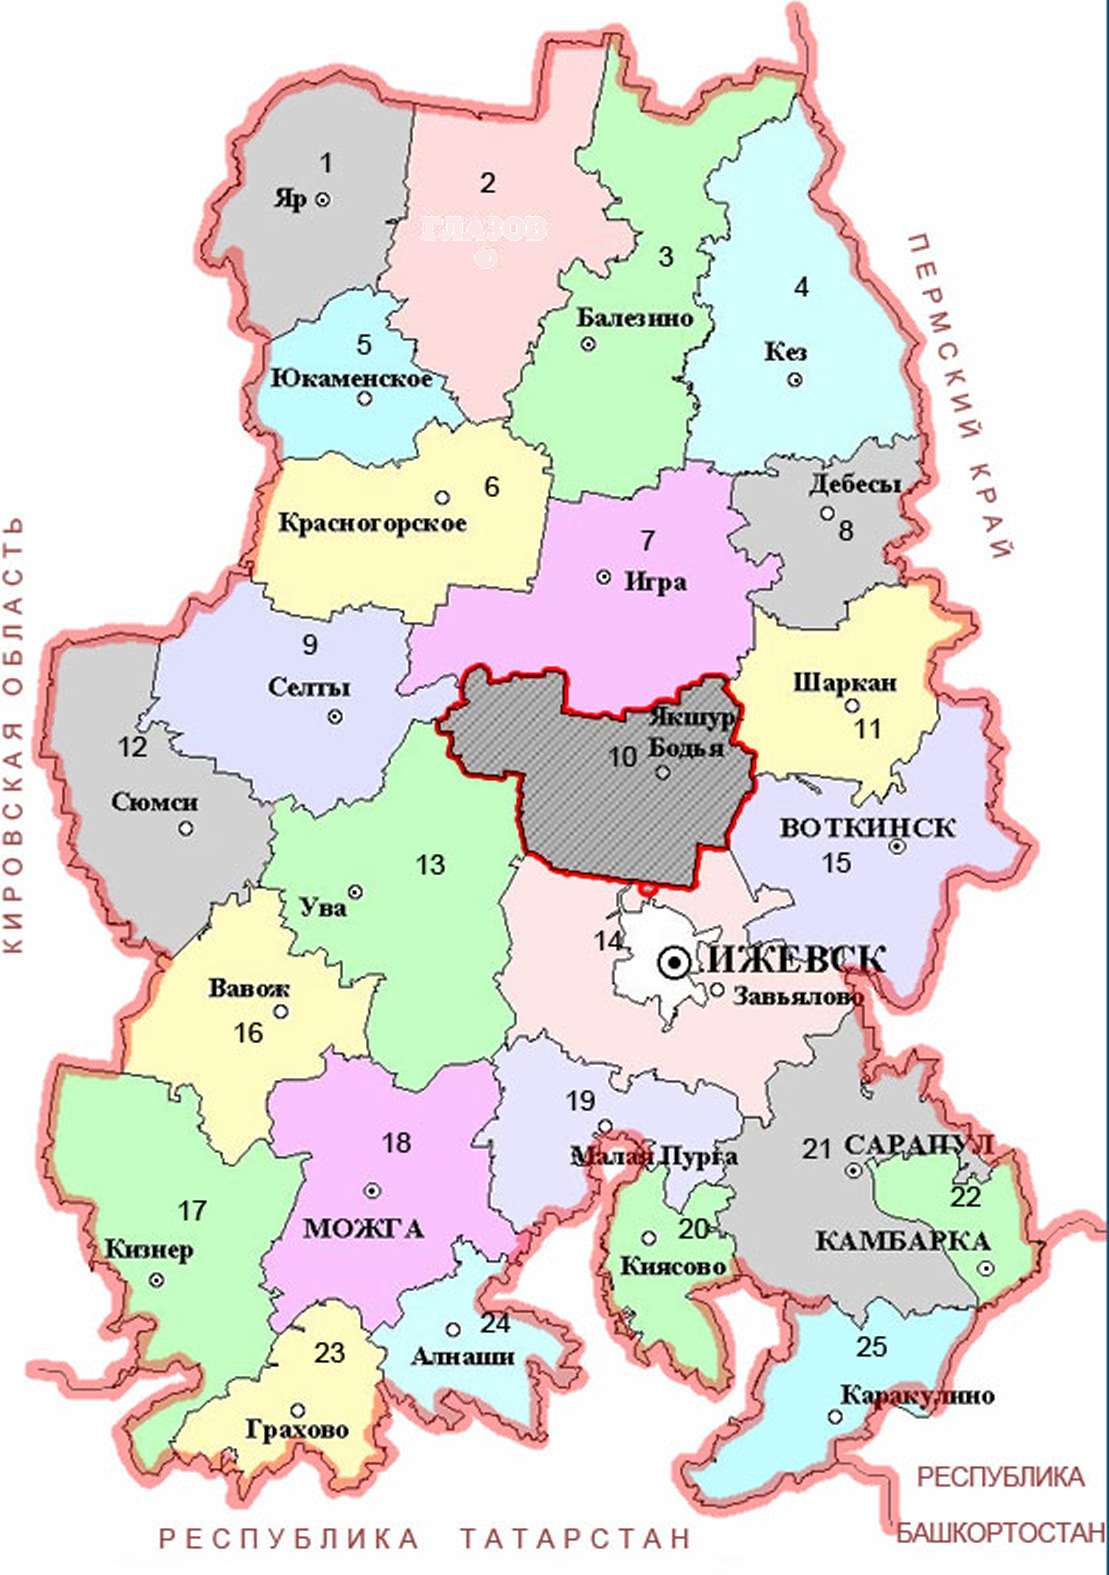 1
Яр
2
ГЛАЗОВ
3
Балезино
4
Кез
ПЕРМСКИЙ КРАЙ
5
Юкаменское
6
Красногорское
7
Игра
Дебесы
8
КИРОВСКАЯ ОБЛАСТЬ
9
Селты
10
Якшур
Бодья
Шаркан
11
12
Сюмси
13
Ува
ВОТКИНСК
15
14
ИЖЕВСК
Завьялово
Вавож
16
19
Малая Пурга
18
МОЖГА
21
САРАПУЛ
22
КАМБАРКА
17
Кизнер
20
Киясово
23
Грахово
24
Алнаши
25
Каракулино
РЕСПУБЛИКА
БАШКОРТОСТАН
РЕСПУБЛИКА ТАТАРСТАН